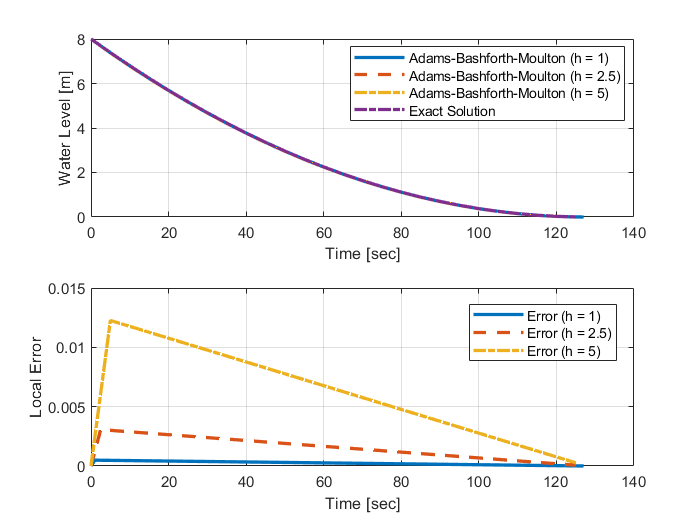 8
6
4
2
0
Water Level [m]
Adams-Bashforth-Moulton (h = 1)
Adams-Bashforth-Moulton (h = 2.5)
Adams-Bashforth-Moulton (h = 5)
Exact Solution
0 20 40 60 80 100 120 140
Time [sec]
0.015
0.01
0.005
0
Local Error
Error (h = 1)
Error (h = 2.5)
Error (h = 5)
0 20 40 60 80 100 120 140
Time [sec]